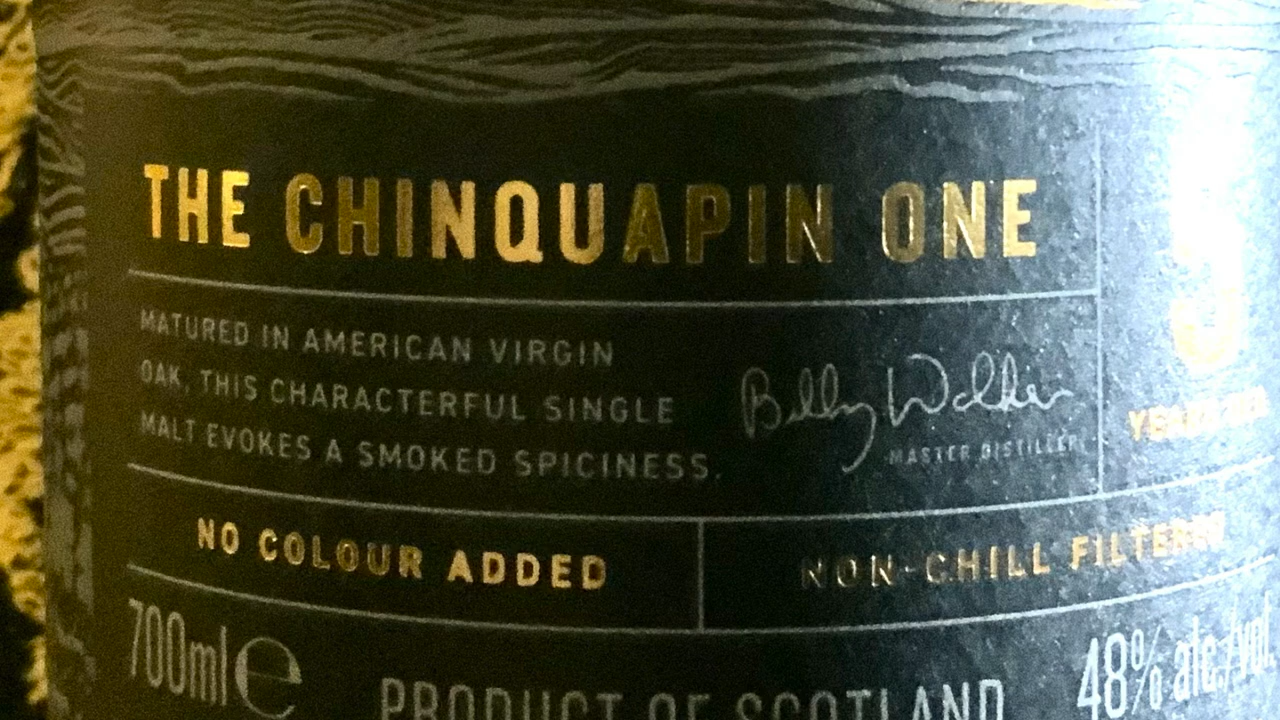 THE CHINQUAPIN ONE
MATURED IN AMERICAN VIRGIN
OAK, THIS CHARACTERFUL SINGLE
MALT EVOKES A SMOKED SPICINESS.
Billy Walker
MASTER DISTILLER
YEARS
NO COLOUR ADDED
NON-CHILL FILTERED
700ml e
PRODUCT OF SCOTLAND
48% alc./vol.